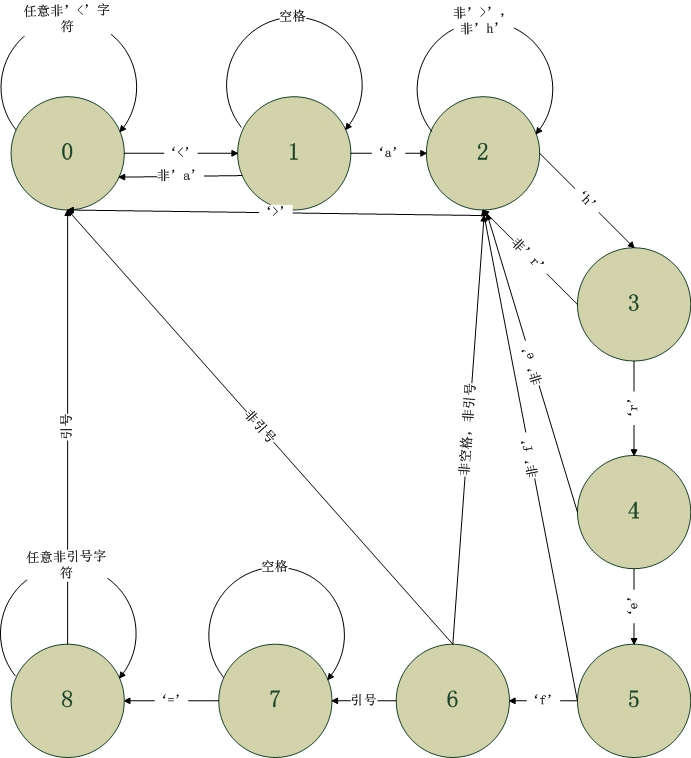 任意非’<’字
符
空格
非’>’，
非’h’
0
‘<’
1
‘a’
2
非’a’
‘>’
‘h’
非’r’
3
‘r’
非’e’
非引号
非空格，非引号
引号
非’f’
4
‘e’
任意非引号字
符
空格
8
‘=’
7
引号
6
‘f’
5